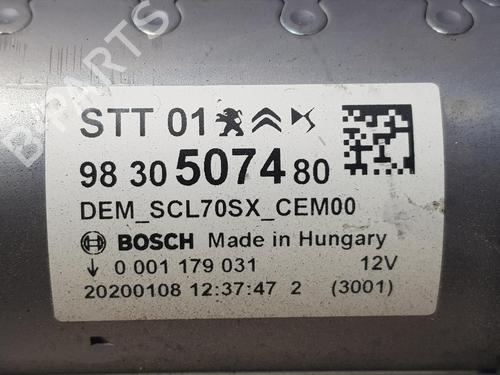 B-PARTS
STT 01
98 30 5074 80
DEM_SCL70SX_CEM00
BOSCH Made in Hungary
0 001 179 031 12V
20200108 12:37:47 2 (3001)